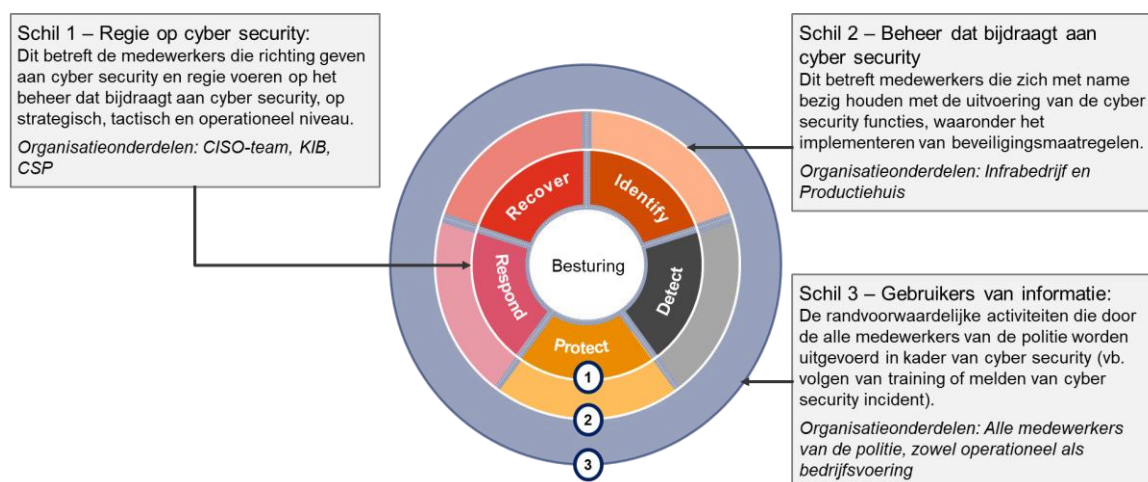 Schil 1 – Regie op cyber security:
Dit betreft de medewerkers die richting geven
aan cyber security en regie voeren op het
beheer dat bijdraagt aan cyber security, op
strategisch, tactisch en operationeel niveau.
Organisatieonderdelen: CISO-team, KIB,
CSP
Schil 2 – Beheer dat bijdraagt aan
cyber security
Dit betreft medewerkers die zich met name
bezig houden met de uitvoering van de cyber
security functies, waaronder het
implementeren van beveiligingsmaatregelen.
Organisatieonderdelen: Infrabedrijf en
Productiehuis
Recover
Identify
Besturing
Respond
Detect
Protect
1
2
3
Schil 3 – Gebruikers van informatie:
De randvoorwaardelijke activiteiten die door
de alle medewerkers van de politie worden
uitgevoerd in kader van cyber security (vb.
volgen van training of melden van cyber
security incident).
Organisatieonderdelen: Alle medewerkers
van de politie, zowel operationeel als
bedrijfsvoering